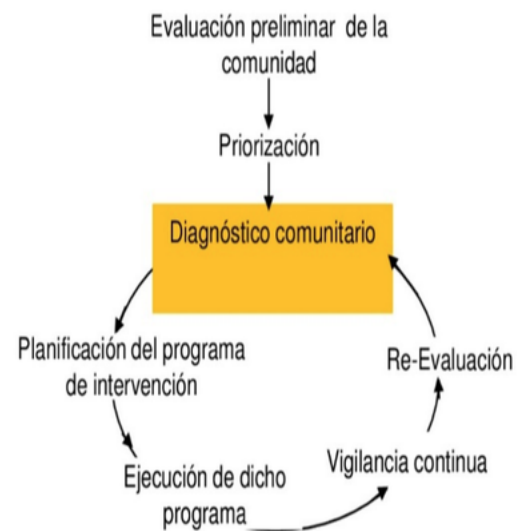 Evaluación preliminar de la
comunidad
Priorización
Diagnóstico comunitario
Planificación del programa
de intervención
Re-Evaluación
Ejecución de dicho
programa
Vigilancia continua